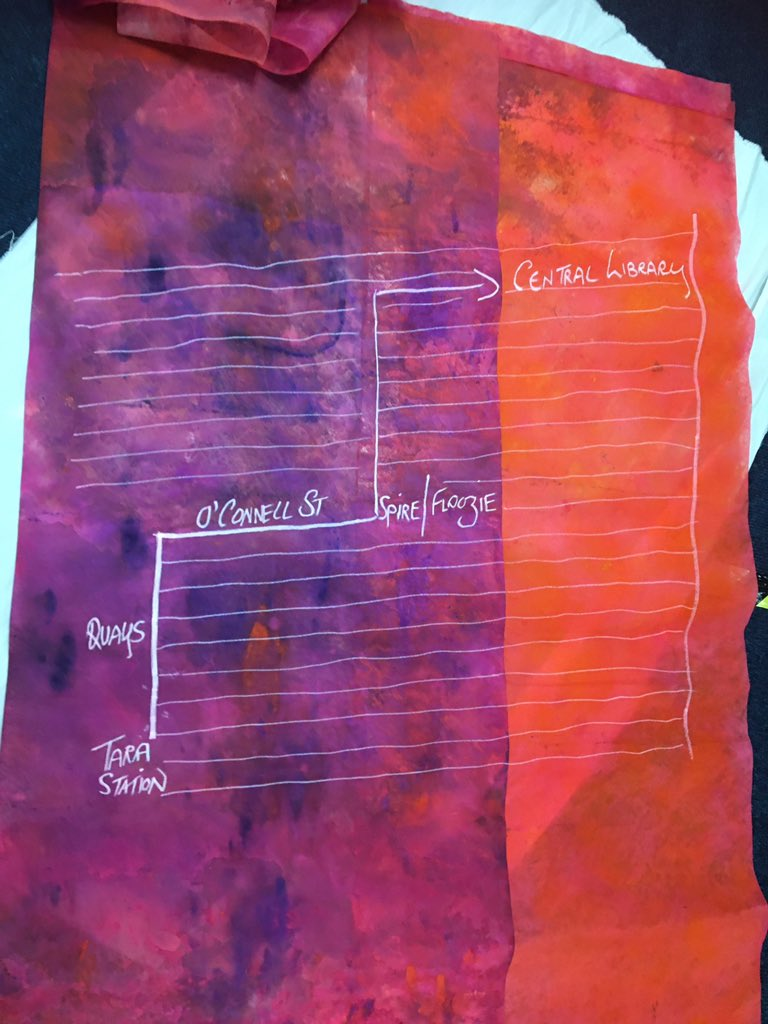 CENTRAL LIBRARY
O'CONNELL ST
SPIRE/FLOOZIE
QUAYS
TARA
STATION